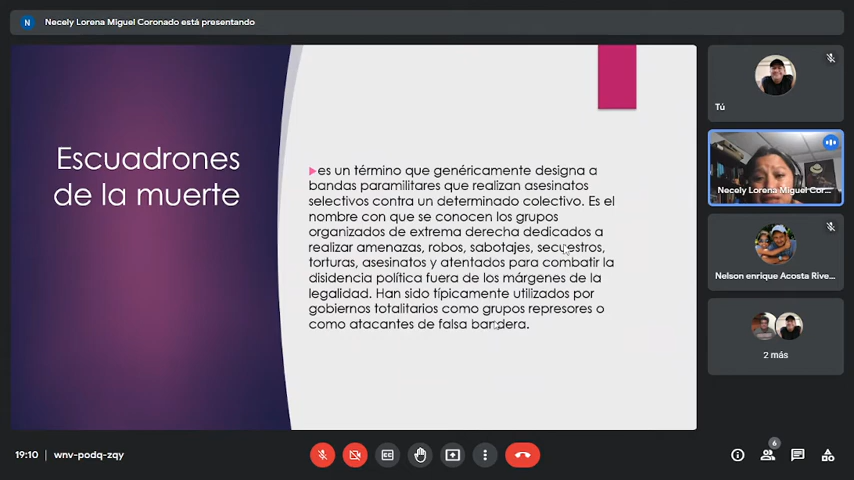 N Necely Lorena Miguel Coronado está presentando
Escuadrones
de la muerte
es un término que genéricamente designa a
bandas paramilitares que realizan asesinatos
selectivos contra un determinado colectivo. Es el
nombre con que se conocen los grupos
organizados de extrema derecha dedicados a
realizar amenazas, robos, sabotajes, secuestros,
torturas, asesinatos y atentados para combatir la
disidencia política fuera de los márgenes de la
legalidad. Han sido típicamente utilizados por
gobiernos totalitarios como grupos represores o
como atacantes de falsa bandera.
Tú
Necely Lorena Miguel Cor...
Nelson enrique Acosta Rive...
2 más
19:10 wnv-podq-zqy
CC
6